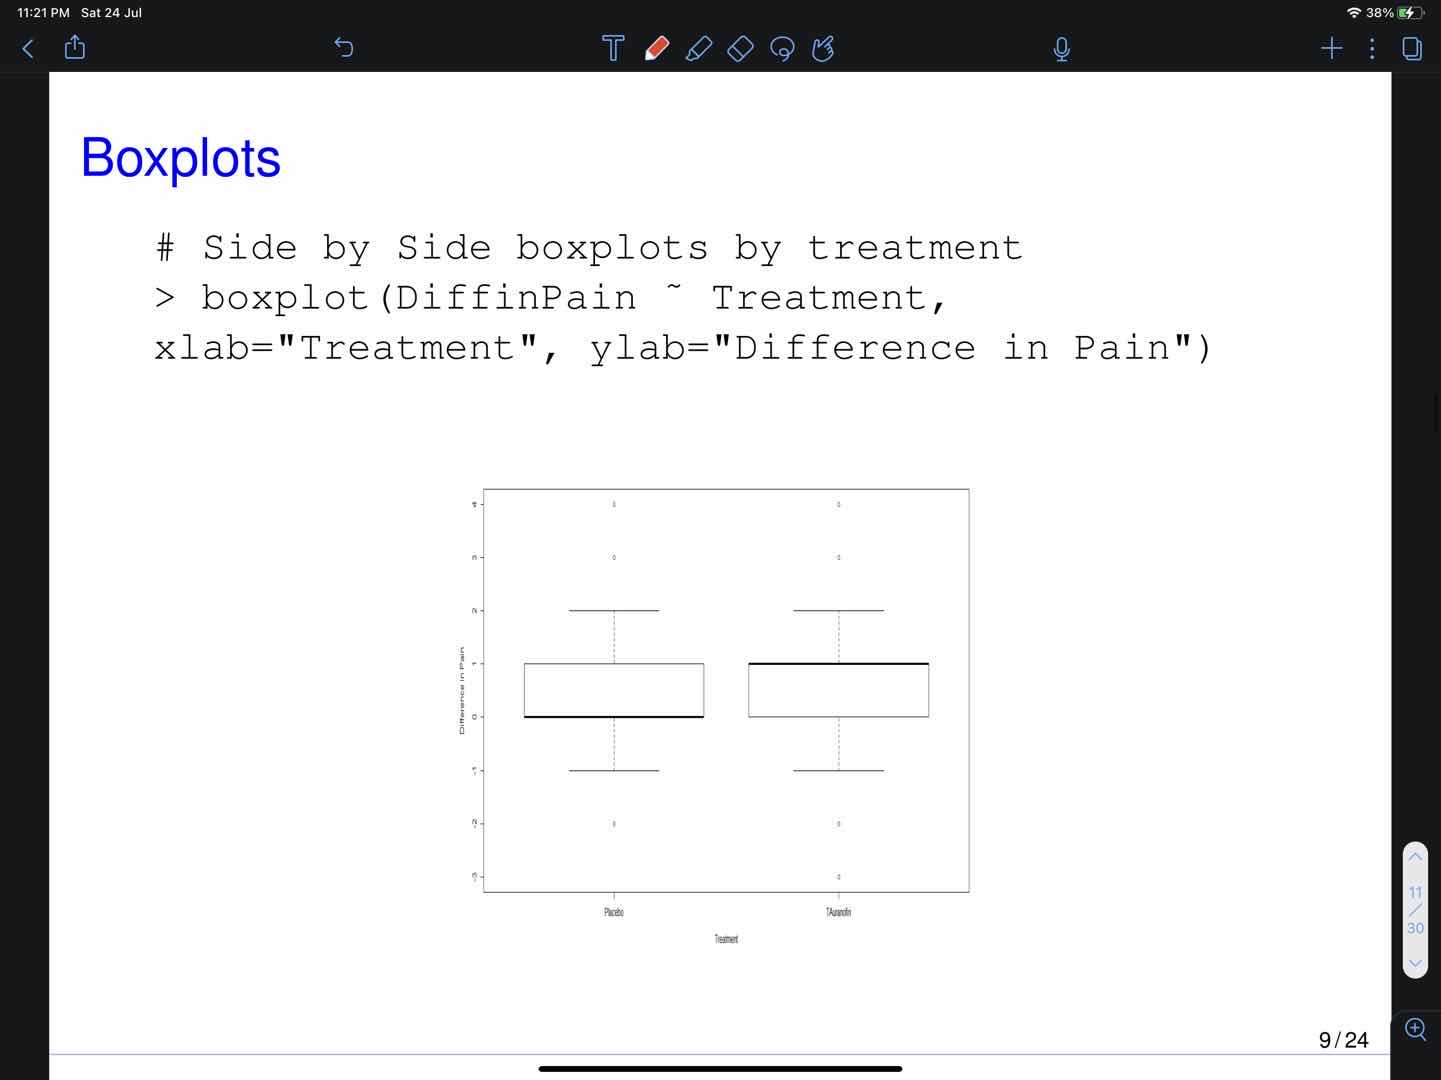 11:21 PM Sat 24 Jul
38%
Boxplots
# Side by Side boxplots by treatment
> boxplot(DiffinPain ~ Treatment,
xlab="Treatment", ylab="Difference in Pain")
4
3
2
1
0
-1
-2
-3
Difference in Pain
Placebo
TAuranofin
Treatment
11
30
9/24